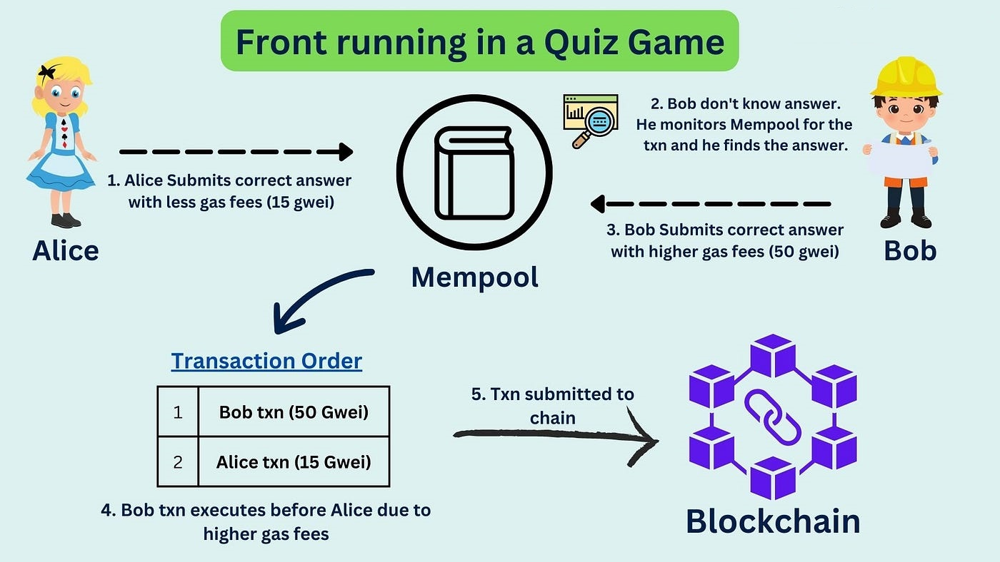 Front running in a Quiz Game
1. Alice Submits correct answer
with less gas fees (15 gwei)
Alice
Mempool
2. Bob don't know answer.
He monitors Mempool for the
txn and he finds the answer.
3. Bob Submits correct answer
with higher gas fees (50 gwei)
Bob
Transaction Order
1 Bob txn (50 Gwei)
2 Alice txn (15 Gwei)
4. Bob txn executes before Alice due to
higher gas fees
5. Txn submitted to
chain
Blockchain